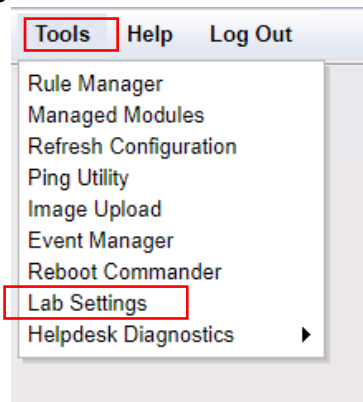 Tools Help Log Out
Rule Manager
Managed Modules
Refresh Configuration
Ping Utility
Image Upload
Event Manager
Reboot Commander
Lab Settings
Helpdesk Diagnostics